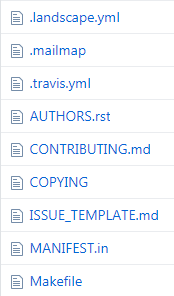 .landscape.yml
.mailmap
.travis.yml
AUTHORS.rst
CONTRIBUTING.md
COPYING
ISSUE_TEMPLATE.md
MANIFEST.in
Makefile